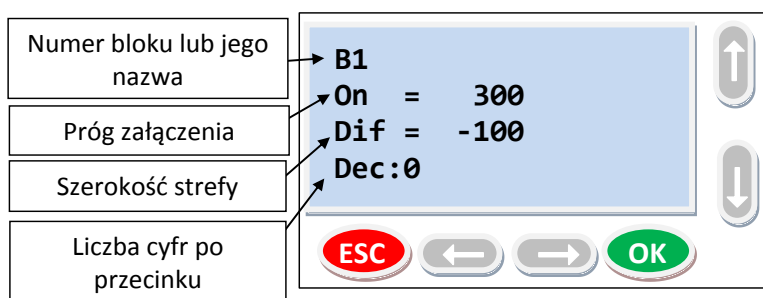 Numer bloku lub jego
nazwa
Próg załączenia
Szerokość strefy
Liczba cyfr po
przecinku
B1
On = 300
Dif = -100
Dec:0
ESC
OK